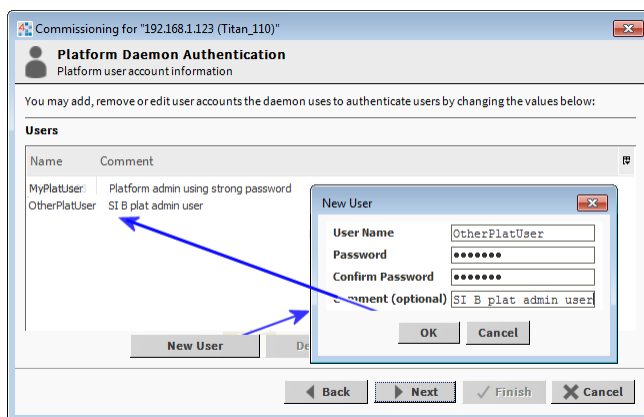 Commissioning for "192.168.1.123 (Titan_110)"
Platform Daemon Authentication
Platform user account information
You may add, remove or edit user accounts the daemon uses to authenticate users by changing the values below:
Users
Name Comment
MyPlatUser Platform admin using strong password
OtherPlatUser SI B plat admin user
New User
User Name OtherPlatUser
Password •••••••
Confirm Password •••••••
Comment (optional) SI B plat admin user
OK Cancel
New User De
Back Next Finish Cancel